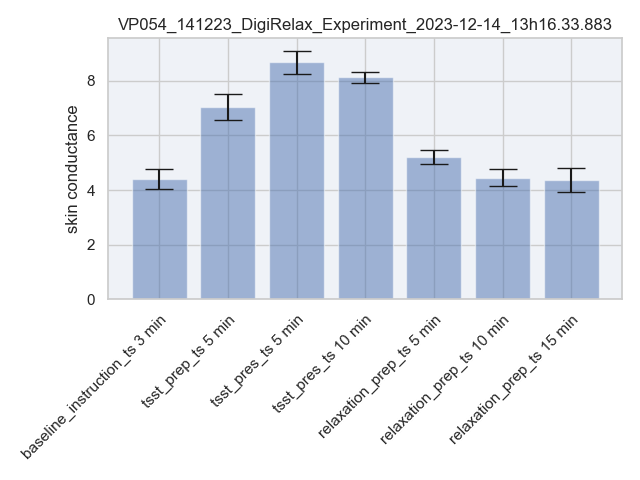 VP054_141223_DigiRelax_Experiment_2023-12-14_13h16.33.883
skin conductance
8
6
4
2
0
baseline_instruction_ts 3 min
tsst_prep_ts 5 min
tsst_pres_ts 5 min
tsst_pres_ts 10 min
relaxation_prep_ts 5 min
relaxation_prep_ts 10 min
relaxation_prep_ts 15 min